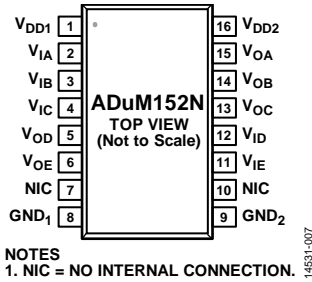 VDD1 1 16 VDD2
VIA 2 15 VOA
VIB 3 14 VOB
VIC 4 ADuM152N 13 VOC
TOP VIEW
VOD 5 (Not to Scale) 12 VID
VOE 6 11 VIE
NIC 7 10 NIC
GND1 8 9 GND2
NOTES
1. NIC = NO INTERNAL CONNECTION.
14531-007